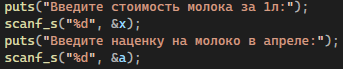 puts("Введите стоимость молока за 1л:");
scanf_s("%d", &x);
puts("Введите наценку на молоко в апреле:");
scanf_s("%d", &a);